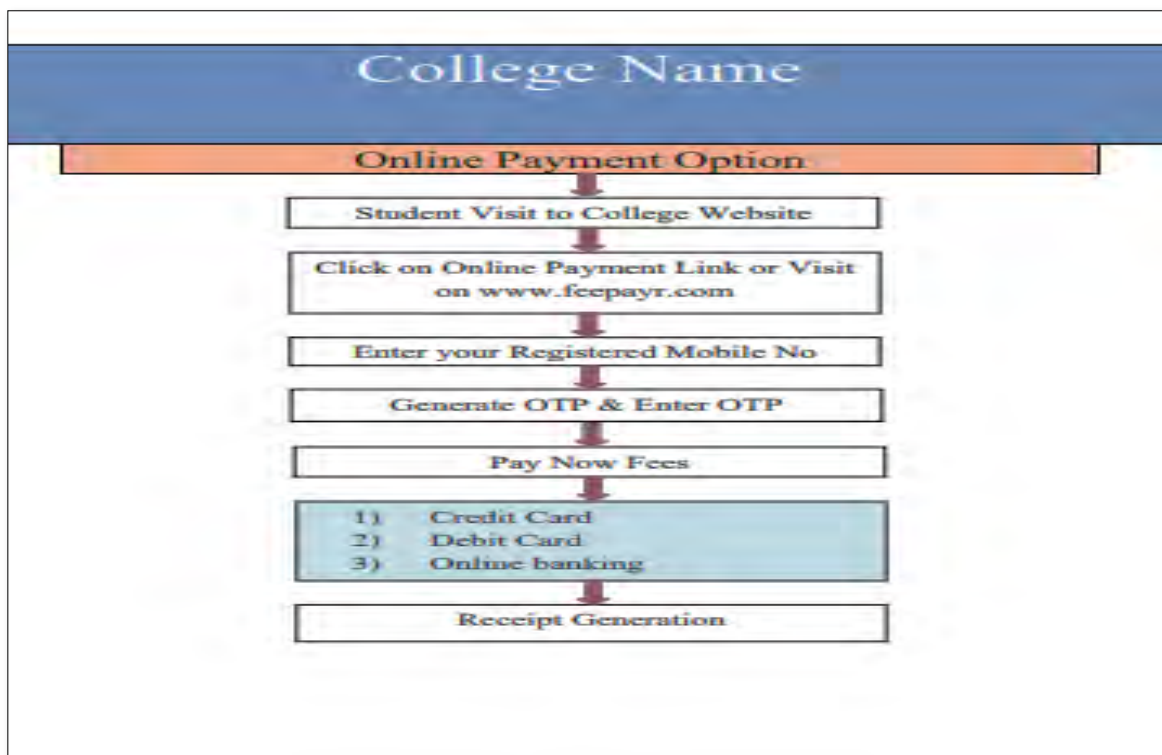 College Name
Online Payment Option
Student Visit to College Website
Click on Online Payment Link or Visit
on www.feepayr.com
Enter your Registered Mobile No
Generate OTP & Enter OTP
Pay Now Fees
1) Credit Card
2) Debit Card
3) Online banking
Receipt Generation